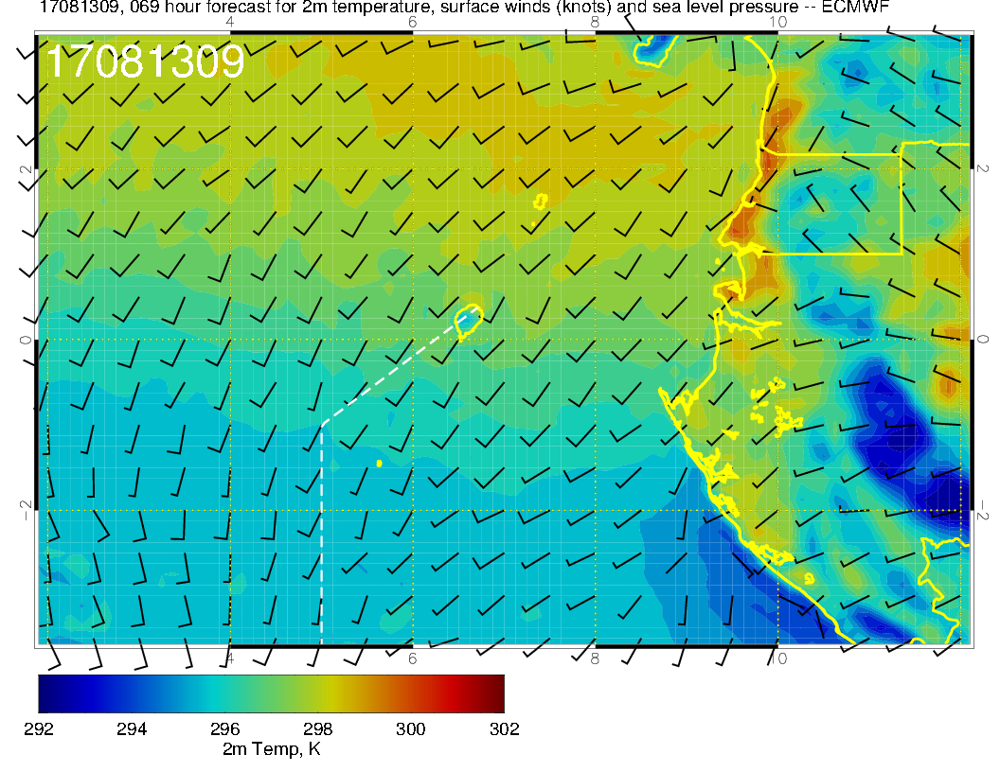 17081309, 069 hour forecast for 2m temperature, surface winds (knots) and sea level pressure -- ECMWF
4 6 8 10
17081309
2 2
0 0
-2 -2
4 6 8 10
292 294 296 298 300 302
2m Temp, K